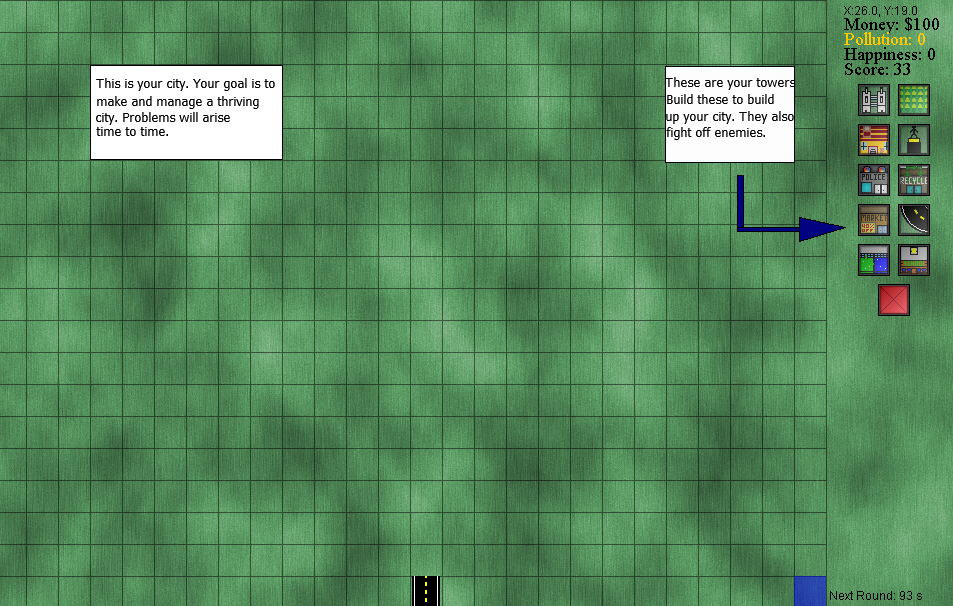 X:26.0, Y:19.0
Money: $100
Pollution: 0
Happiness: 0
Score: 33
This is your city. Your goal is to
make and manage a thriving
city. Problems will arise
time to time.
These are your towers
Build these to build
up your city. They also
fight off enemies.
POLICE
RECYCLE
MARKET
40%
OFF
Next Round: 93 s